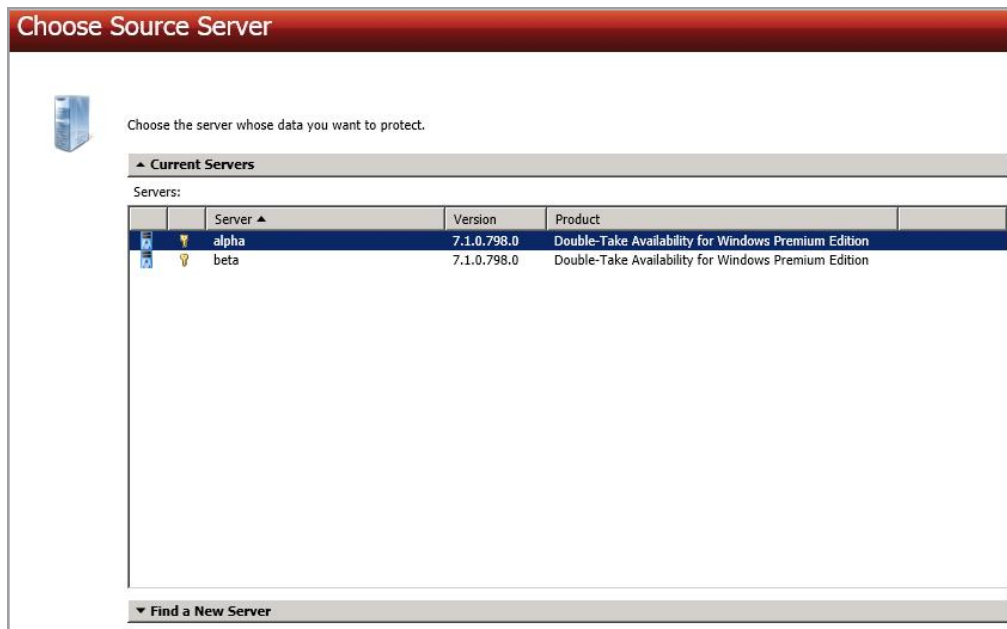 Choose Source Server
Choose the server whose data you want to protect.
Current Servers
Servers:
Server Version Product
alpha 7.1.0.798.0 Double-Take Availability for Windows Premium Edition
beta 7.1.0.798.0 Double-Take Availability for Windows Premium Edition
Find a New Server